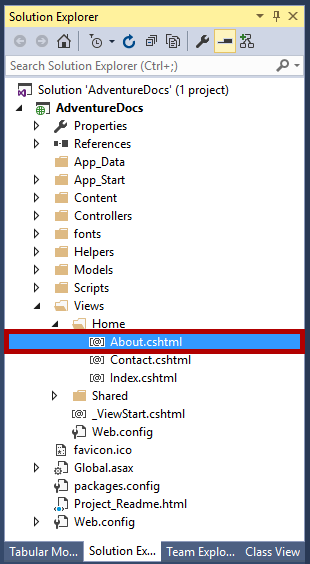 Solution Explorer
Search Solution Explorer (Ctrl+;)
Solution 'AdventureDocs' (1 project)
AdventureDocs
Properties
References
App_Data
App_Start
Content
Controllers
fonts
Helpers
Models
Scripts
Views
Home
[@] About.cshtml
[@] Contact.cshtml
[@] Index.cshtml
Shared
[@] _ViewStart.cshtml
Web.config
favicon.ico
Global.asax
packages.config
Project_Readme.html
Web.config
Tabular Mo... Solution Ex... Team Explo... Class View